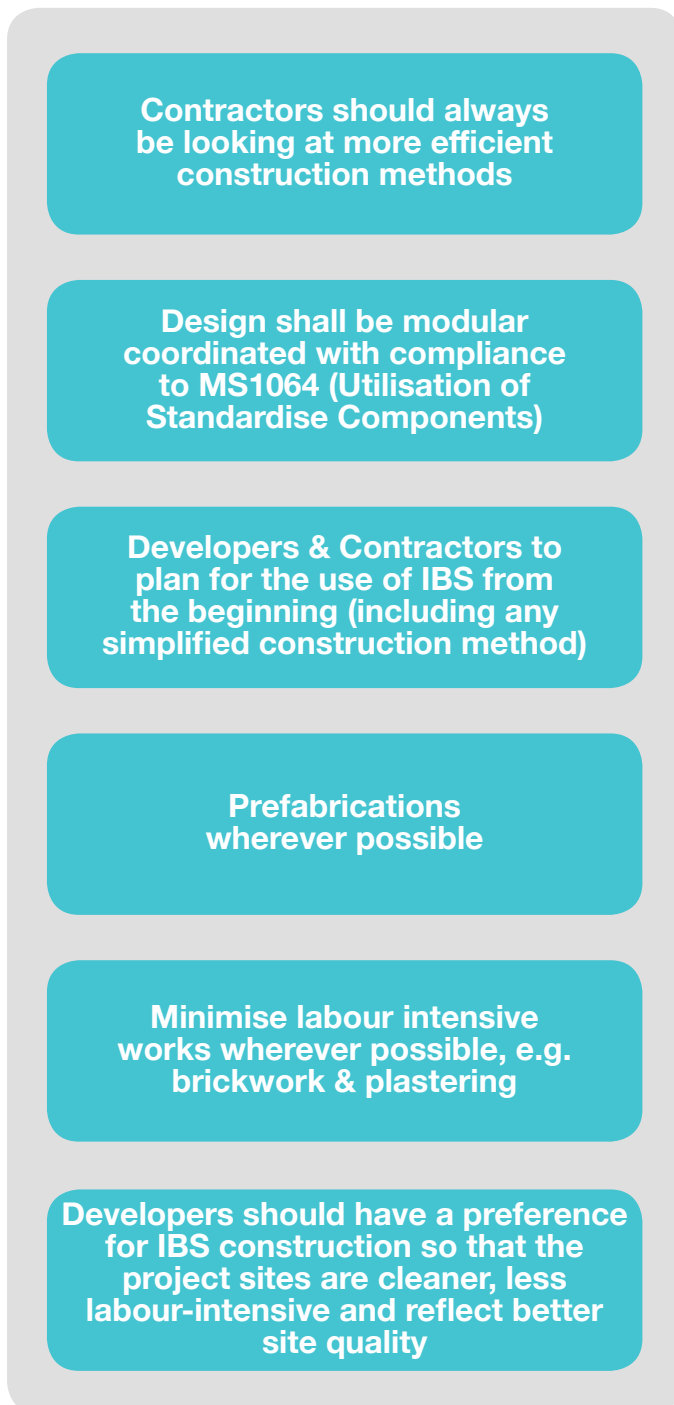 Contractors should always
be looking at more efficient
construction methods
Design shall be modular
coordinated with compliance
to MS1064 (Utilisation of
Standardise Components)
Developers & Contractors to
plan for the use of IBS from
the beginning (including any
simplified construction method)
Prefabrications
wherever possible
Minimise labour intensive
works wherever possible, e.g.
brickwork & plastering
Developers should have a preference
for IBS construction so that the
project sites are cleaner, less
labour-intensive and reflect better
site quality